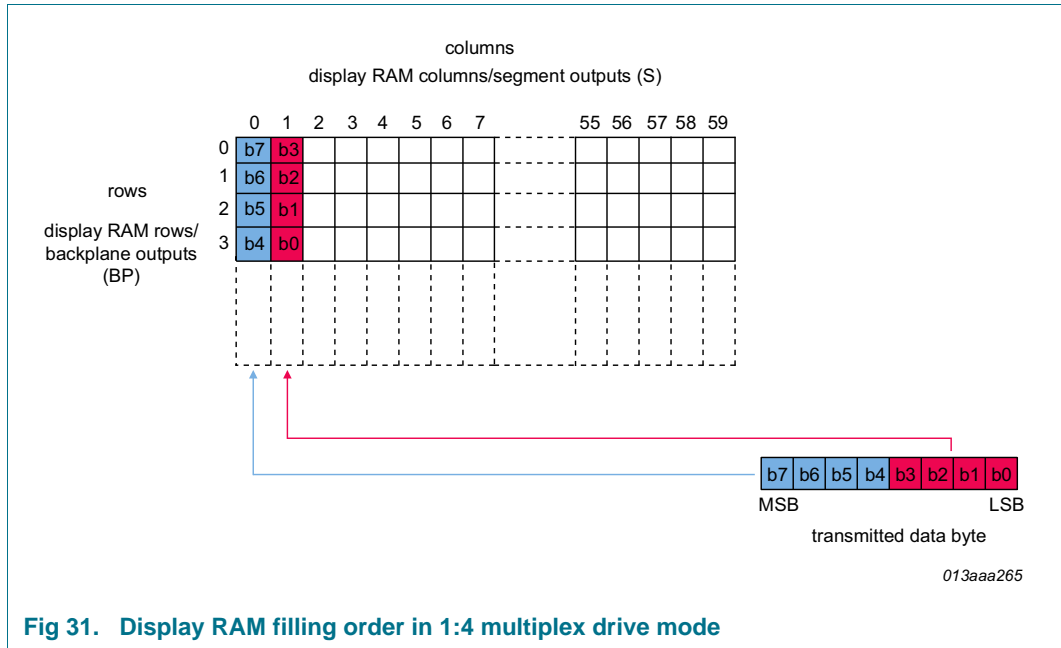 columns
display RAM columns/segment outputs (S)
0 1 2 3 4 5 6 7 55 56 57 58 59
0 b7 b3
1 b6 b2
rows
2 b5 b1
display RAM rows/
3 b4 b0
backplane outputs
(BP)
b7 b6 b5 b4 b3 b2 b1 b0
MSB LSB
transmitted data byte
013aaa265
Fig 31. Display RAM filling order in 1:4 multiplex drive mode